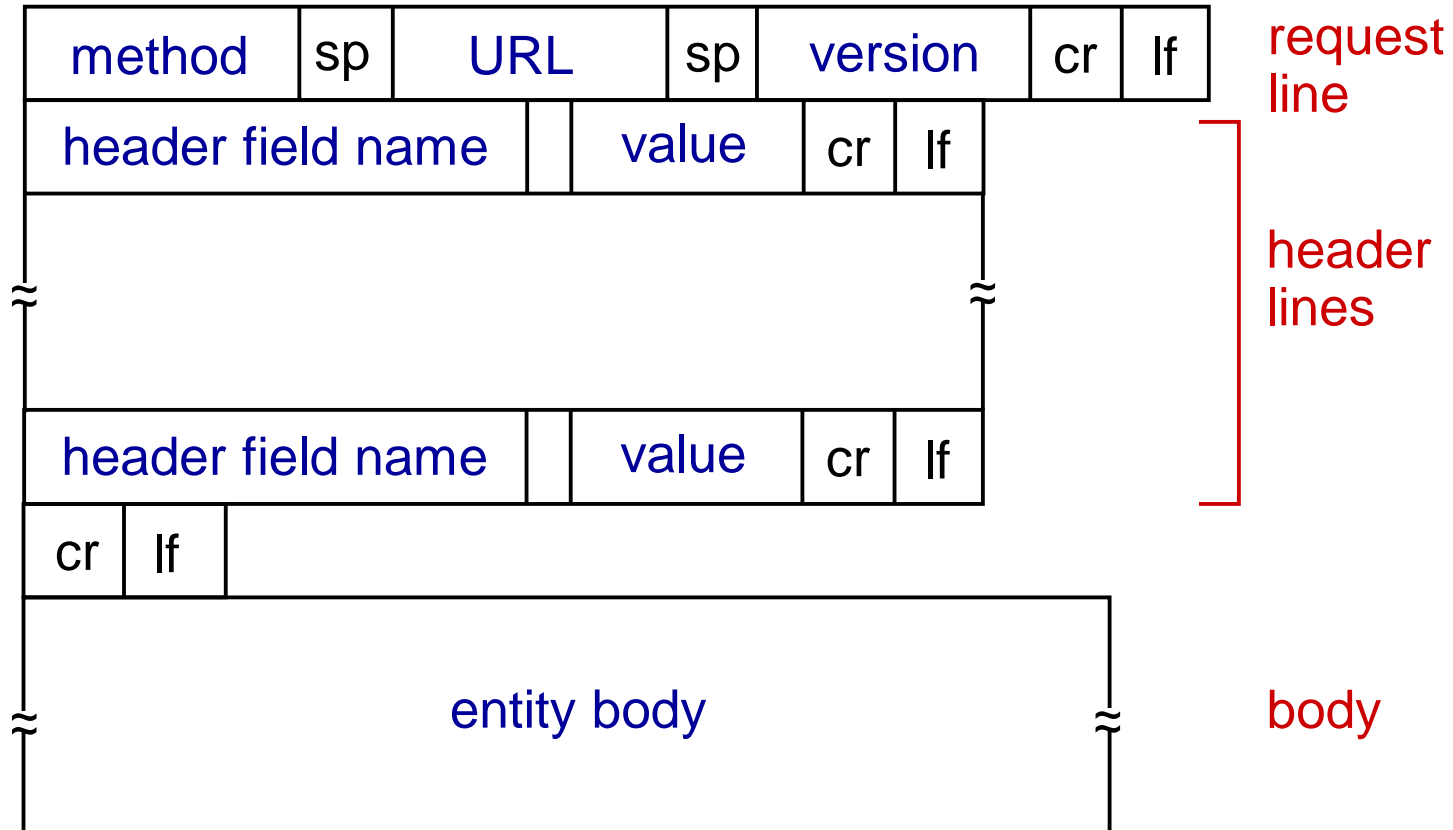 method sp URL sp version cr lf
request
line
header field name value cr lf
header
lines
header field name value cr lf
cr lf
entity body
body